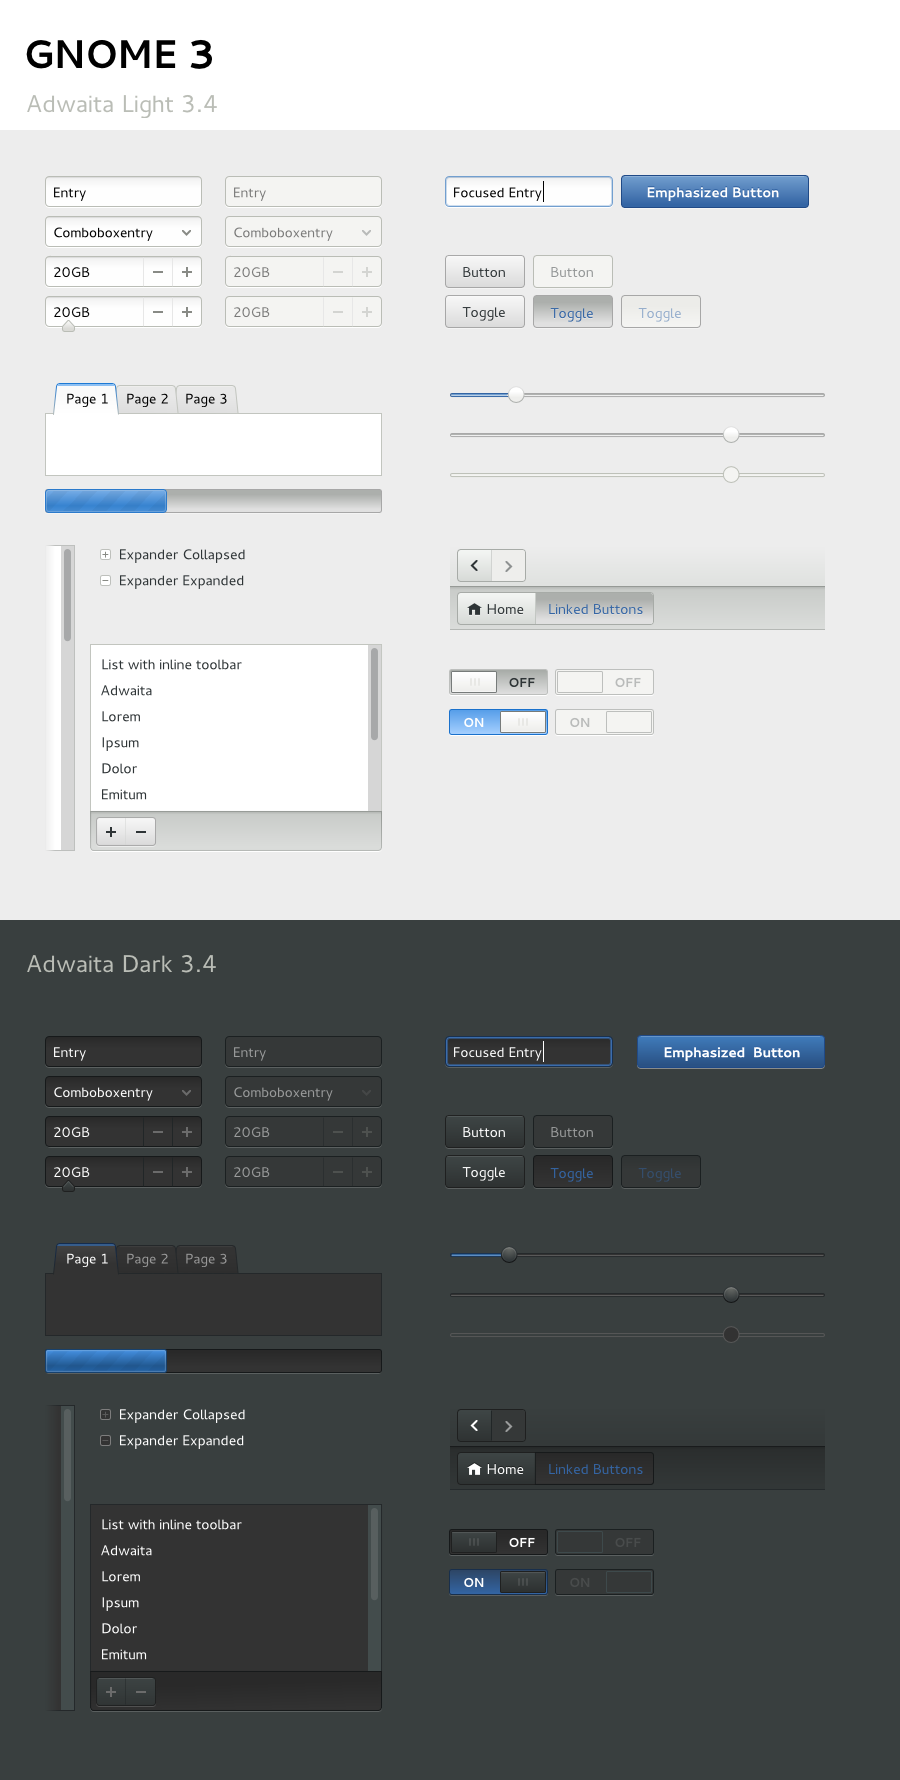 GNOME 3
Adwaita Light 3.4
Entry
Entry
Focused Entry
Emphasized Button
Comboboxentry
Comboboxentry
20GB
20GB
Button
Button
20GB
20GB
Toggle
Toggle
Toggle
Page 1
Page 2
Page 3
Expander Collapsed
Expander Expanded
Home
Linked Buttons
List with inline toolbar
Adwaita
Lorem
Ipsum
Dolor
Emitum
OFF
OFF
ON
ON
Adwaita Dark 3.4
Entry
Entry
Focused Entry
Emphasized Button
Comboboxentry
Comboboxentry
20GB
20GB
Button
Button
20GB
20GB
Toggle
Toggle
Toggle
Page 1
Page 2
Page 3
Expander Collapsed
Expander Expanded
Home
Linked Buttons
List with inline toolbar
Adwaita
Lorem
Ipsum
Dolor
Emitum
OFF
OFF
ON
ON